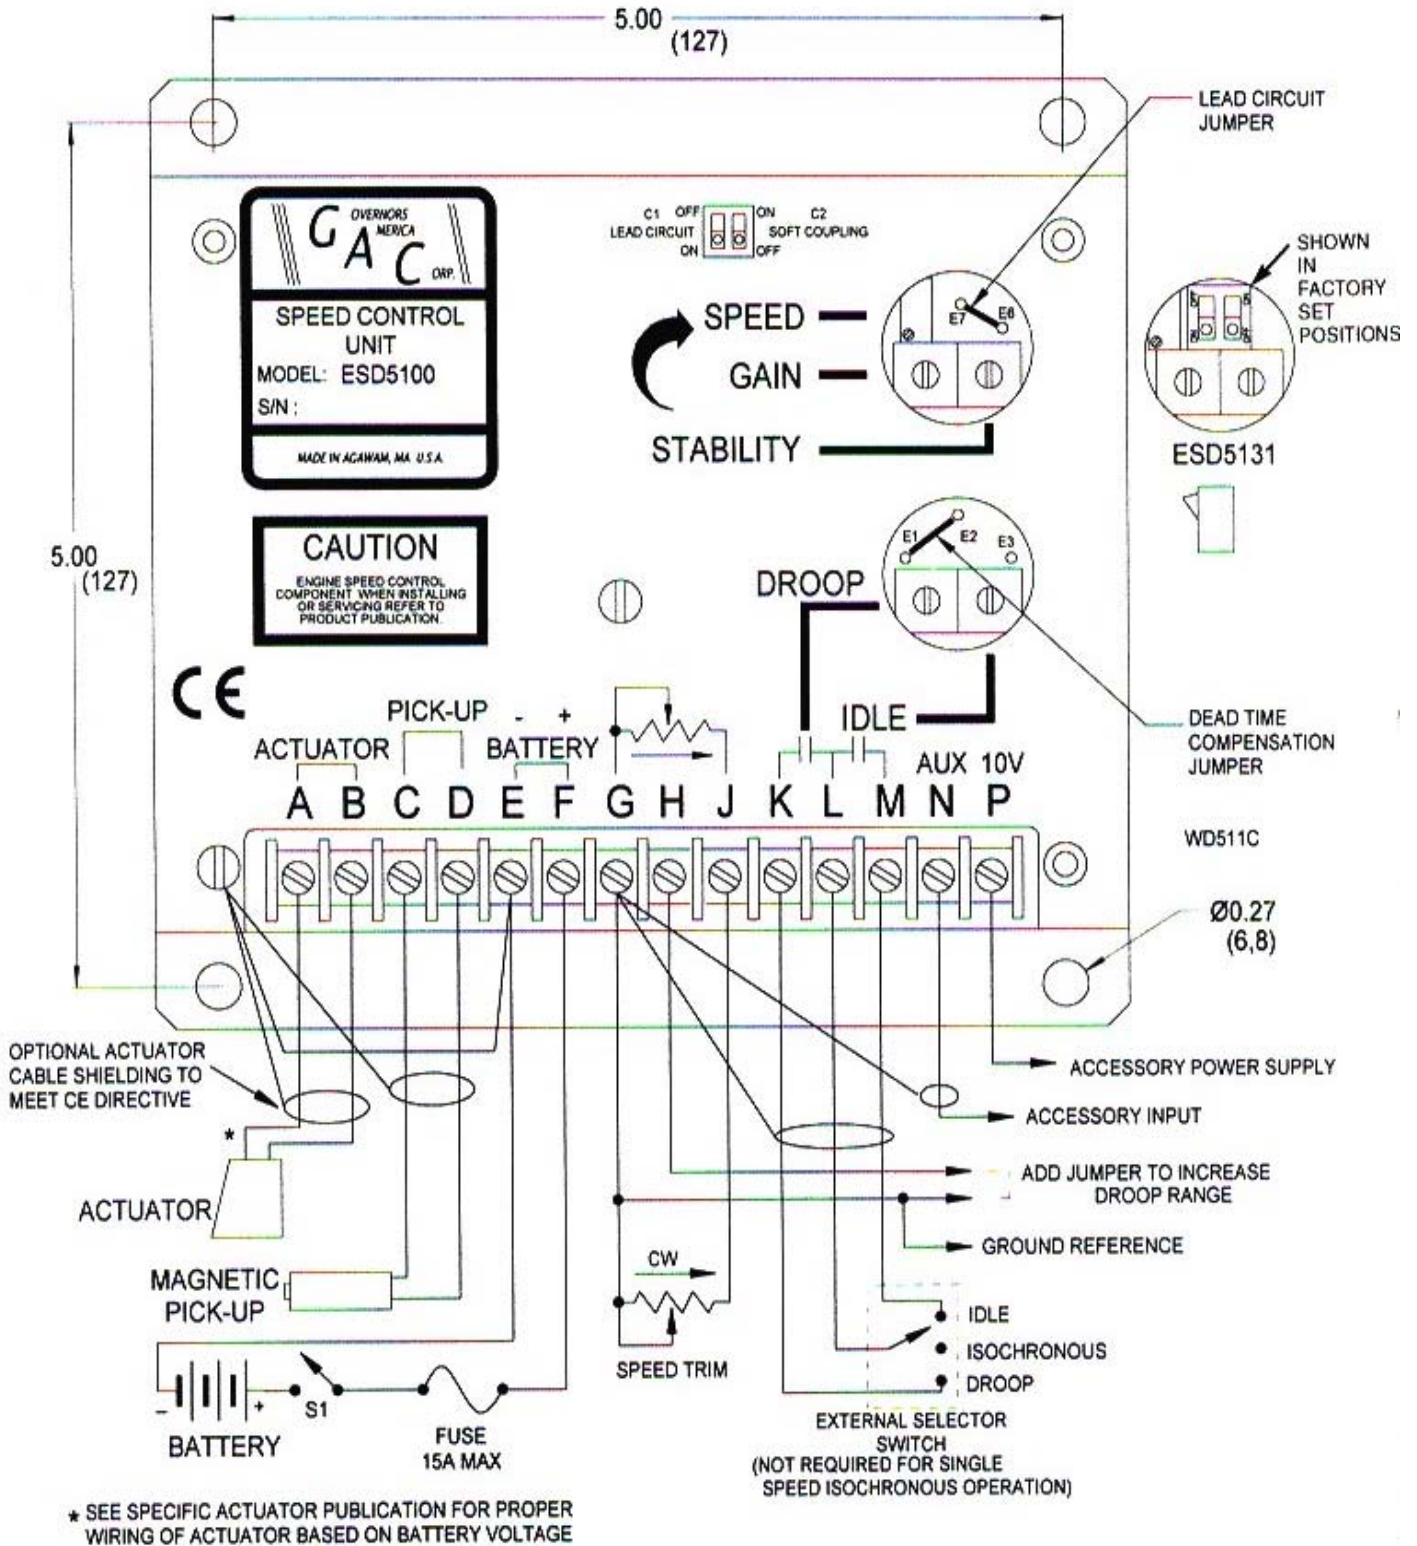 5.00
(127)
LEAD CIRCUIT
JUMPER
GOVERNORS
AMERICA
CORP.
C1 OFF ON C2
LEAD CIRCUIT SOFT COUPLING
ON OFF
SHOWN
IN
FACTORY
SET
POSITIONS
SPEED CONTROL
UNIT
MODEL: ESD5100
S/N :
MADE IN AGAWAM, MA U.S.A.
SPEED
GAIN
STABILITY
E7
E6
ESD5131
5.00
(127)
CAUTION
ENGINE SPEED CONTROL
COMPONENT WHEN INSTALLING
OR SERVICING REFER TO
PRODUCT PUBLICATION.
E1 E2 E3
DROOP
CE
PICK-UP - +
IDLE
ACTUATOR BATTERY
AUX 10V
DEAD TIME
COMPENSATION
JUMPER
A B C D E F G H J K L M N P
WD511C
Ø0.27
(6,8)
OPTIONAL ACTUATOR
CABLE SHIELDING TO
MEET CE DIRECTIVE
ACCESSORY POWER SUPPLY
ACCESSORY INPUT
*
ACTUATOR
ADD JUMPER TO INCREASE
DROOP RANGE
GROUND REFERENCE
CW
MAGNETIC
PICK-UP
SPEED TRIM
IDLE
ISOCHRONOUS
DROOP
- +
S1
BATTERY
FUSE
15A MAX
EXTERNAL SELECTOR
SWITCH
(NOT REQUIRED FOR SINGLE
SPEED ISOCHRONOUS OPERATION)
* SEE SPECIFIC ACTUATOR PUBLICATION FOR PROPER
WIRING OF ACTUATOR BASED ON BATTERY VOLTAGE